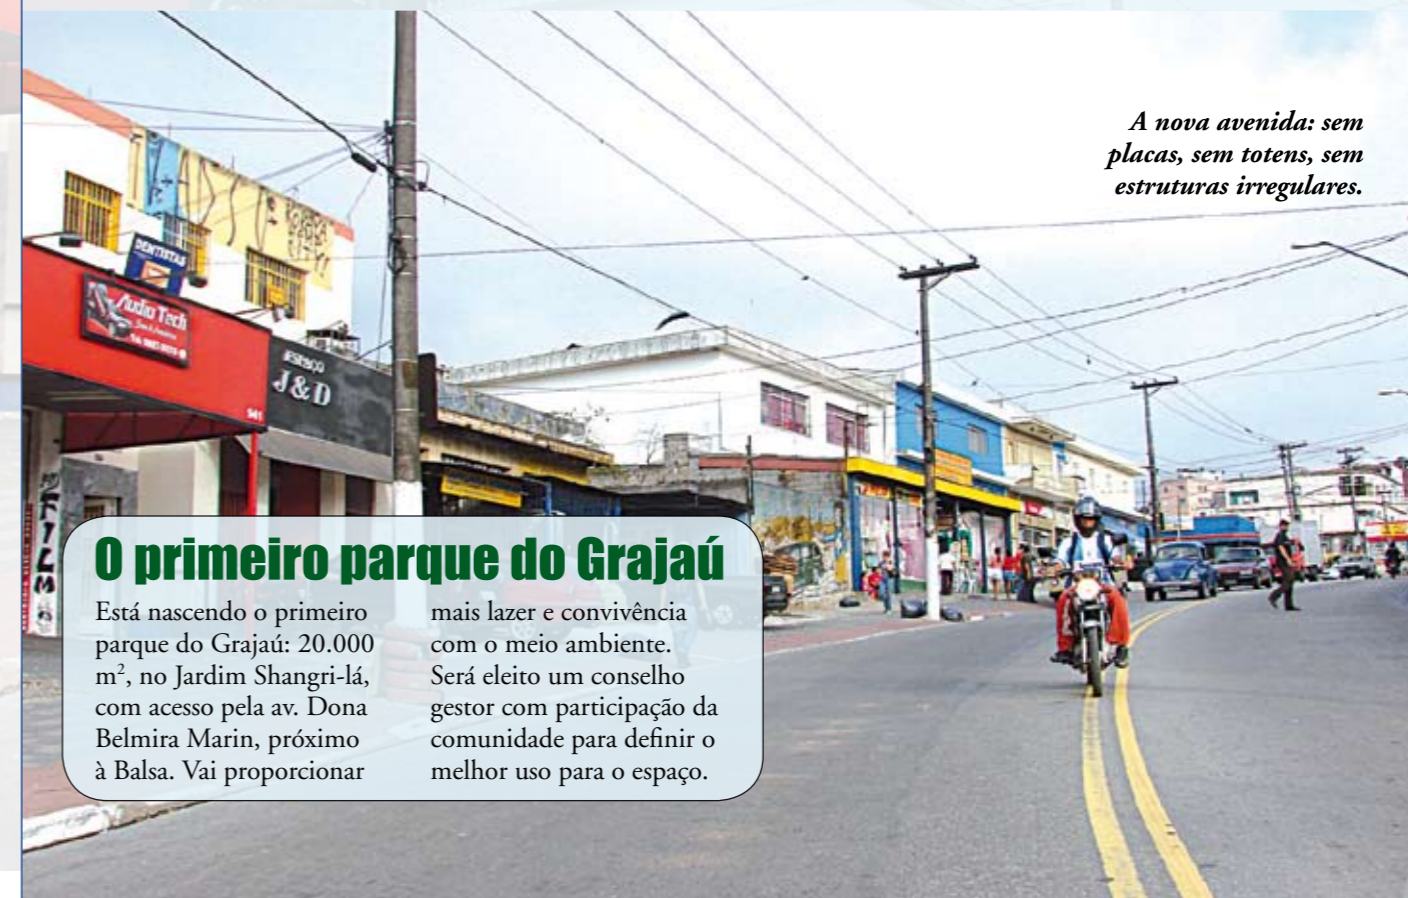 A nova avenida: sem
placas, sem totens, sem
estruturas irregulares.
DENTISTAS
Audio Tech
ESPAÇO
J&D
941
FILM
O primeiro parque do Grajaú
Está nascendo o primeiro
parque do Grajaú: 20.000
m², no Jardim Shangri-lá,
com acesso pela av. Dona
Belmira Marin, próximo
à Balsa. Vai proporcionar
mais lazer e convivência
com o meio ambiente.
Será eleito um conselho
gestor com participação da
comunidade para definir o
melhor uso para o espaço.